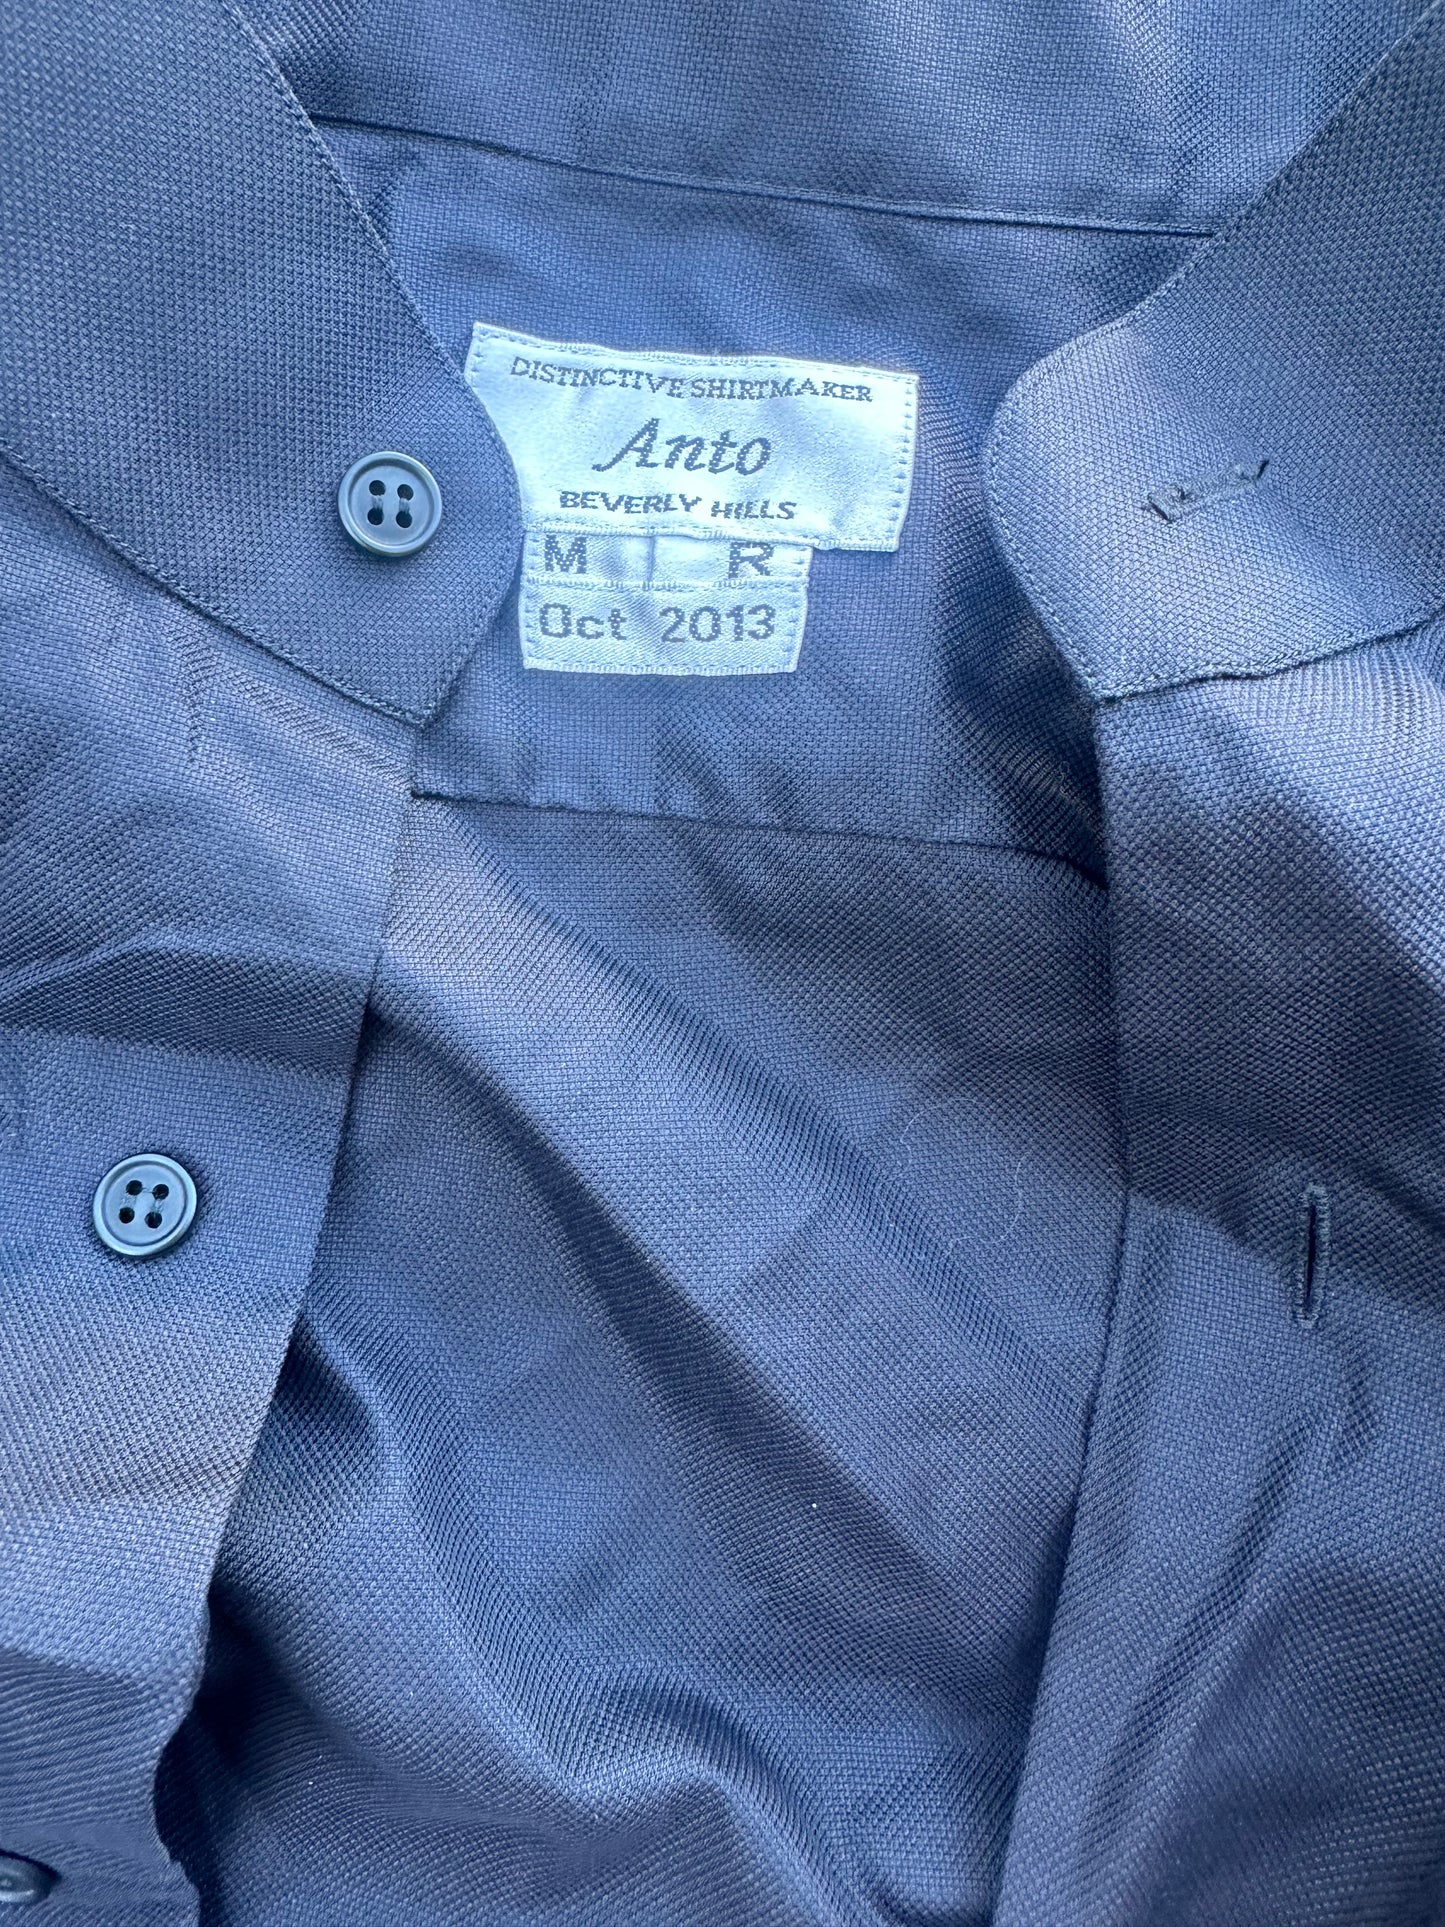 DISTINCTIVE SHIRTMAKER
Anto
BEVERLY HILLS
M R
Oct 2013